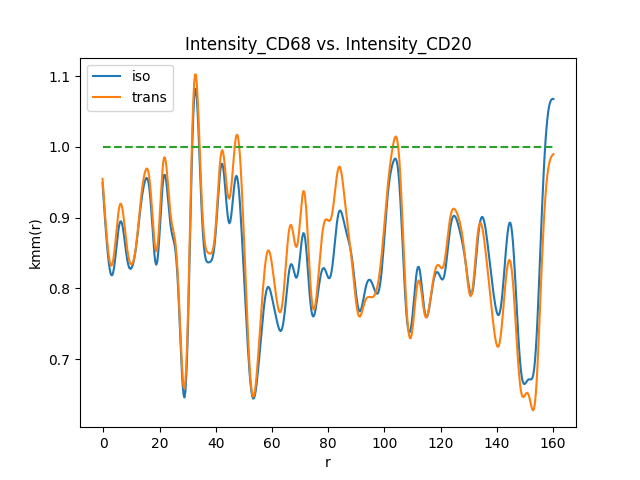 Intensity_CD68 vs. Intensity_CD20
iso
trans
1.1
1.0
0.9
0.8
0.7
kmm(r)
0 20 40 60 80 100 120 140 160
r